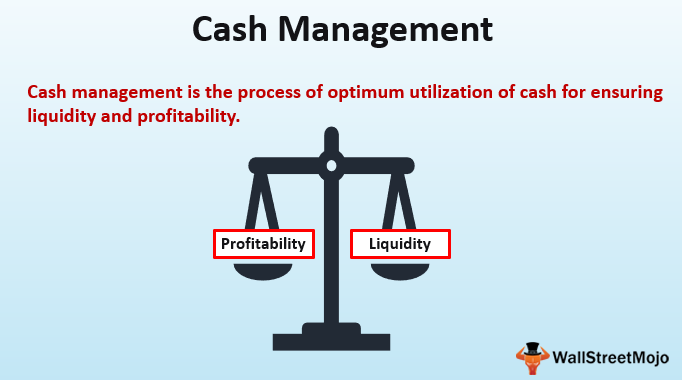 Cash Management
Cash management is the process of optimum utilization of cash for ensuring
liquidity and profitability.
Profitability
Liquidity
WallStreetMojo